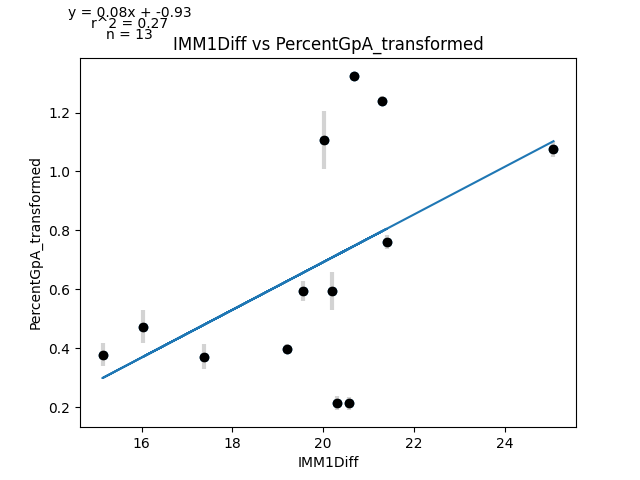 y = 0.08x + -0.93
r^2 = 0.27
n = 13
IMM1Diff vs PercentGpA_transformed
PercentGpA_transformed
1.2
1.0
0.8
0.6
0.4
0.2
16 18 20 22 24
IMM1Diff